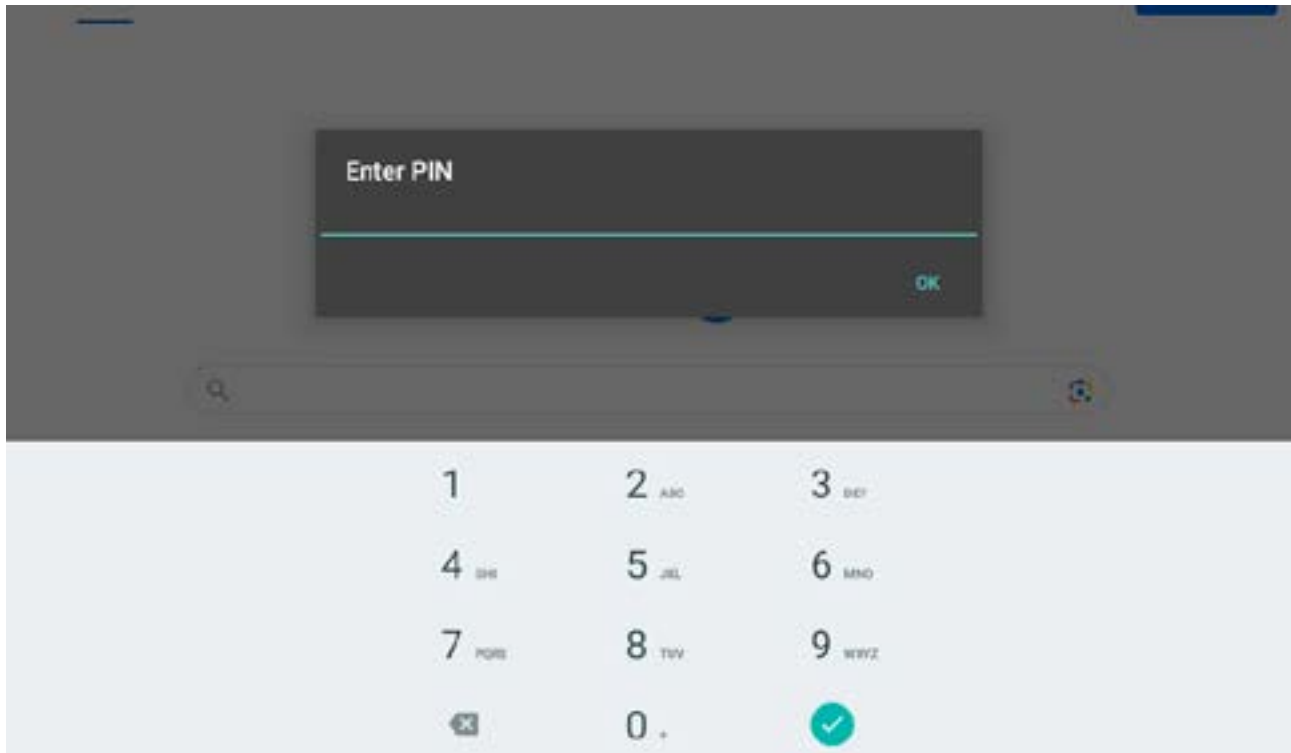 Enter PIN
OK
1 2 ABC 3 DEF
4 GHI 5 JKL 6 MNO
7 PQRS 8 TUV 9 WXYZ
0 +